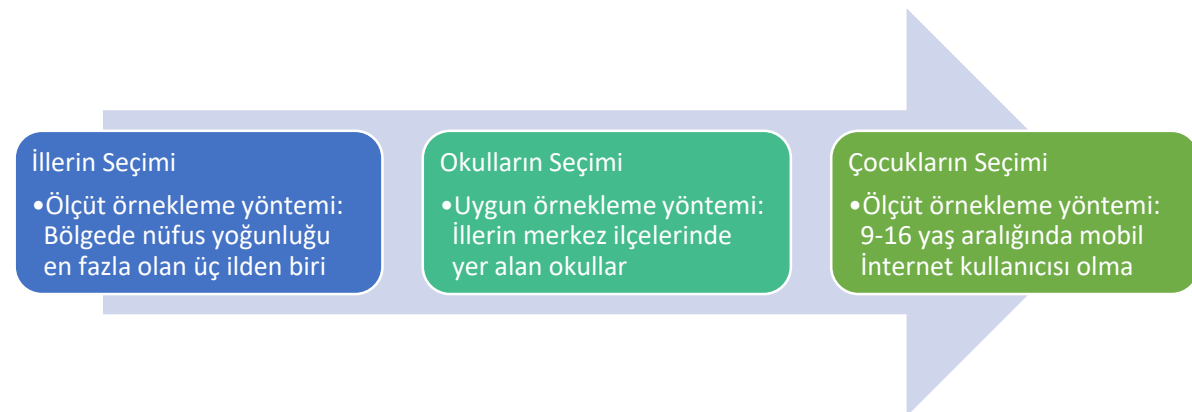 İllerin Seçimi
•Ölçüt örnekleme yöntemi:
Bölgede nüfus yoğunluğu
en fazla olan üç ilden biri
Okulların Seçimi
•Uygun örnekleme yöntemi:
İllerin merkez ilçelerinde
yer alan okullar
Çocukların Seçimi
•Ölçüt örnekleme yöntemi:
9-16 yaş aralığında mobil
İnternet kullanıcısı olma